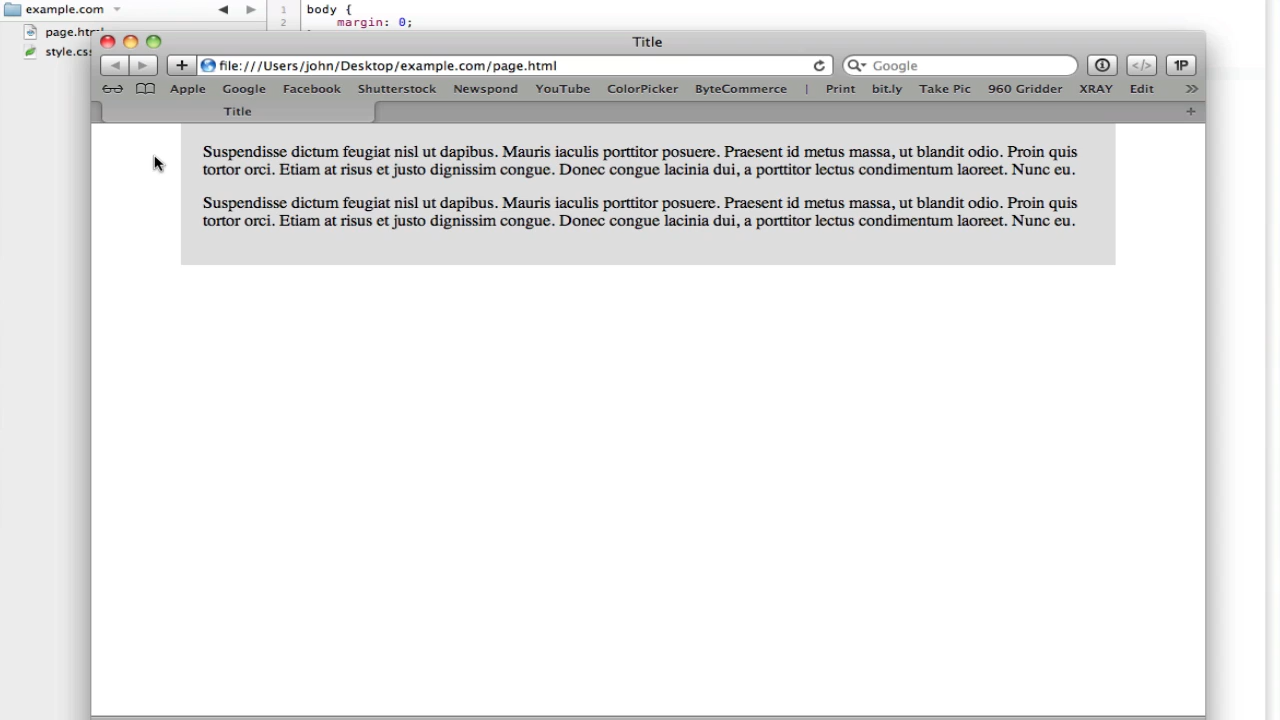 example.com
1 body {
2 margin: 0;
page.html
style.css
Title
file:///Users/john/Desktop/example.com/page.html
Google
1P
Apple Google Facebook Shutterstock Newspond YouTube ColorPicker ByteCommerce | Print bit.ly Take Pic 960 Gridder XRAY Edit
Title
Suspendisse dictum feugiat nisl ut dapibus. Mauris iaculis porttitor posuere. Praesent id metus massa, ut blandit odio. Proin quis
tortor orci. Etiam at risus et justo dignissim congue. Donec congue lacinia dui, a porttitor lectus condimentum laoreet. Nunc eu.
Suspendisse dictum feugiat nisl ut dapibus. Mauris iaculis porttitor posuere. Praesent id metus massa, ut blandit odio. Proin quis
tortor orci. Etiam at risus et justo dignissim congue. Donec congue lacinia dui, a porttitor lectus condimentum laoreet. Nunc eu.